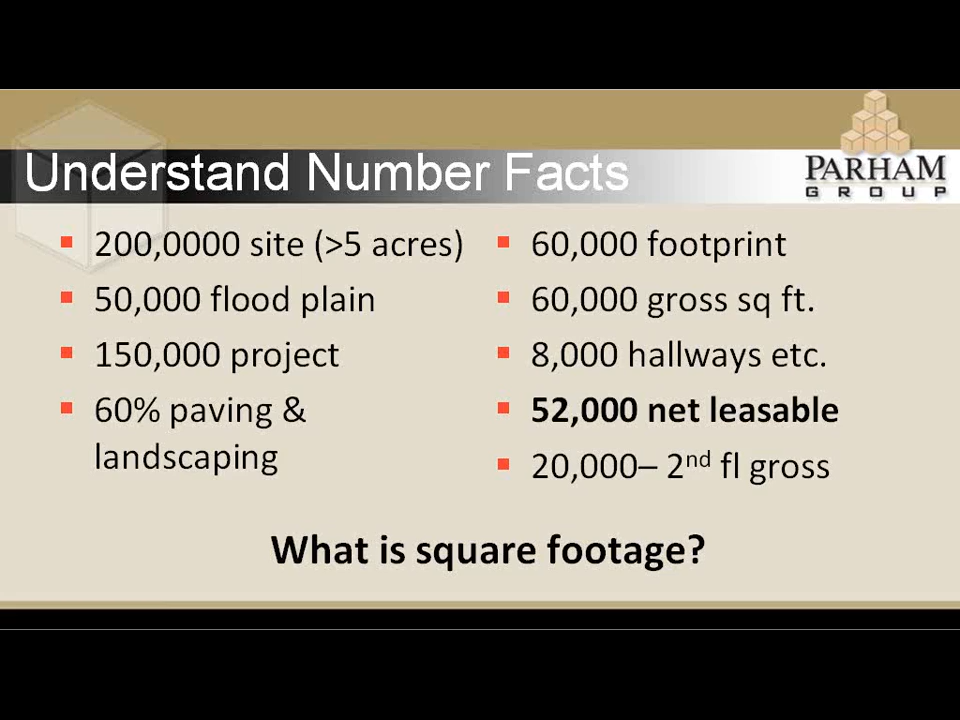 Understand Number Facts
PARHAM
GROUP
200,0000 site (>5 acres)
50,000 flood plain
150,000 project
60% paving &
landscaping
60,000 footprint
60,000 gross sq ft.
8,000 hallways etc.
52,000 net leasable
20,000– 2nd fl gross
What is square footage?